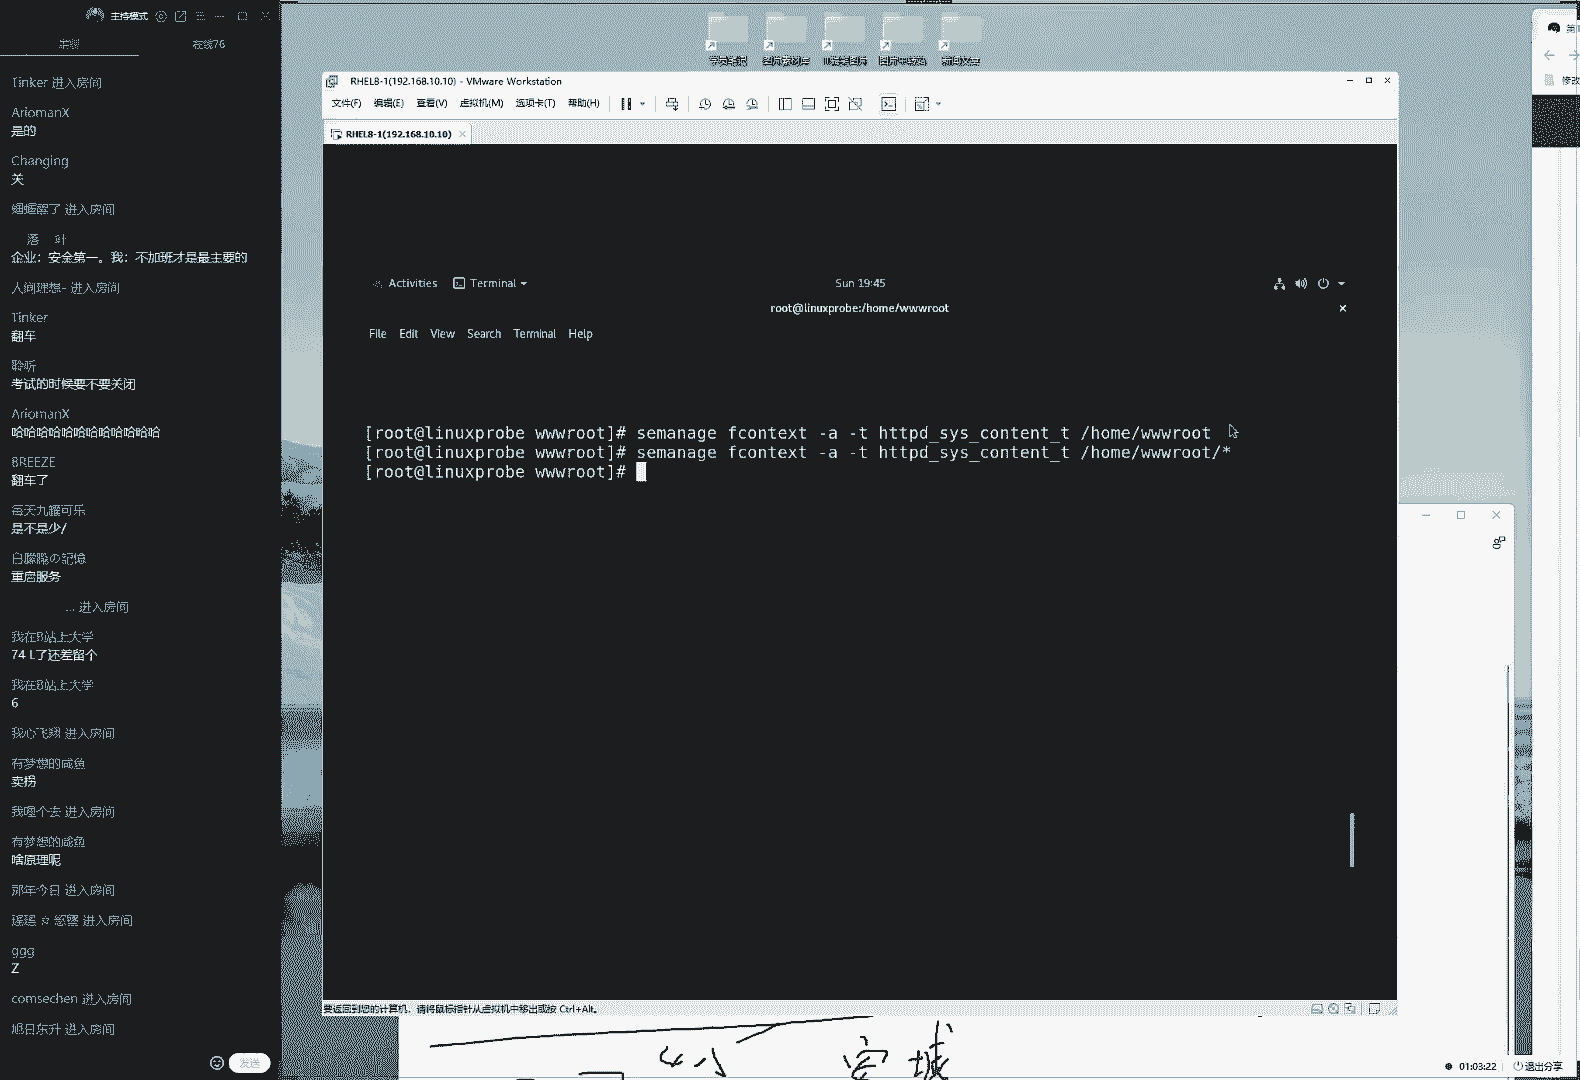 主持模式
在线76
Tinker 进入房间
AriomanX
是的
Changing
关
蝴蝶醒了 进入房间
落 叶
企业：安全第一。我：不加班才是最主要的
人间理想- 进入房间
Tinker
翻车
聆听
考试的时候要不要关闭
AriomanX
哈哈哈哈哈哈哈哈哈哈哈哈
BREEZE
翻车了
每天九罐可乐
是不是少/
白朦朦の記憶
重启服务
... 进入房间
我在B站上大学
74 L了还差留个
我在B站上大学
6
我心飞翔 进入房间
有梦想的咸鱼
卖拐
我嘞个去 进入房间
有梦想的咸鱼
啥原理呢
那年今日 进入房间
进入房间
ggg
Z
comsechen 进入房间
旭日东升 进入房间
发送
RHEL8-1(192.168.10.10) - VMware Workstation
文件(F) 编辑(E) 查看(V) 虚拟机(M) 选项卡(T) 帮助(H)
RHEL8-1(192.168.10.10)
Activities Terminal Sun 19:45
root@linuxprobe:/home/wwwroot
File Edit View Search Terminal Help
[root@linuxprobe wwwroot]# semanage fcontext -a -t httpd_sys_content_t /home/wwwroot
[root@linuxprobe wwwroot]# semanage fcontext -a -t httpd_sys_content_t /home/wwwroot/*
[root@linuxprobe wwwroot]#
要返回到您的计算机，请将鼠标指针从虚拟机中移出或按 Ctrl+Alt。
修改
宫城
01:03:22
退出分享